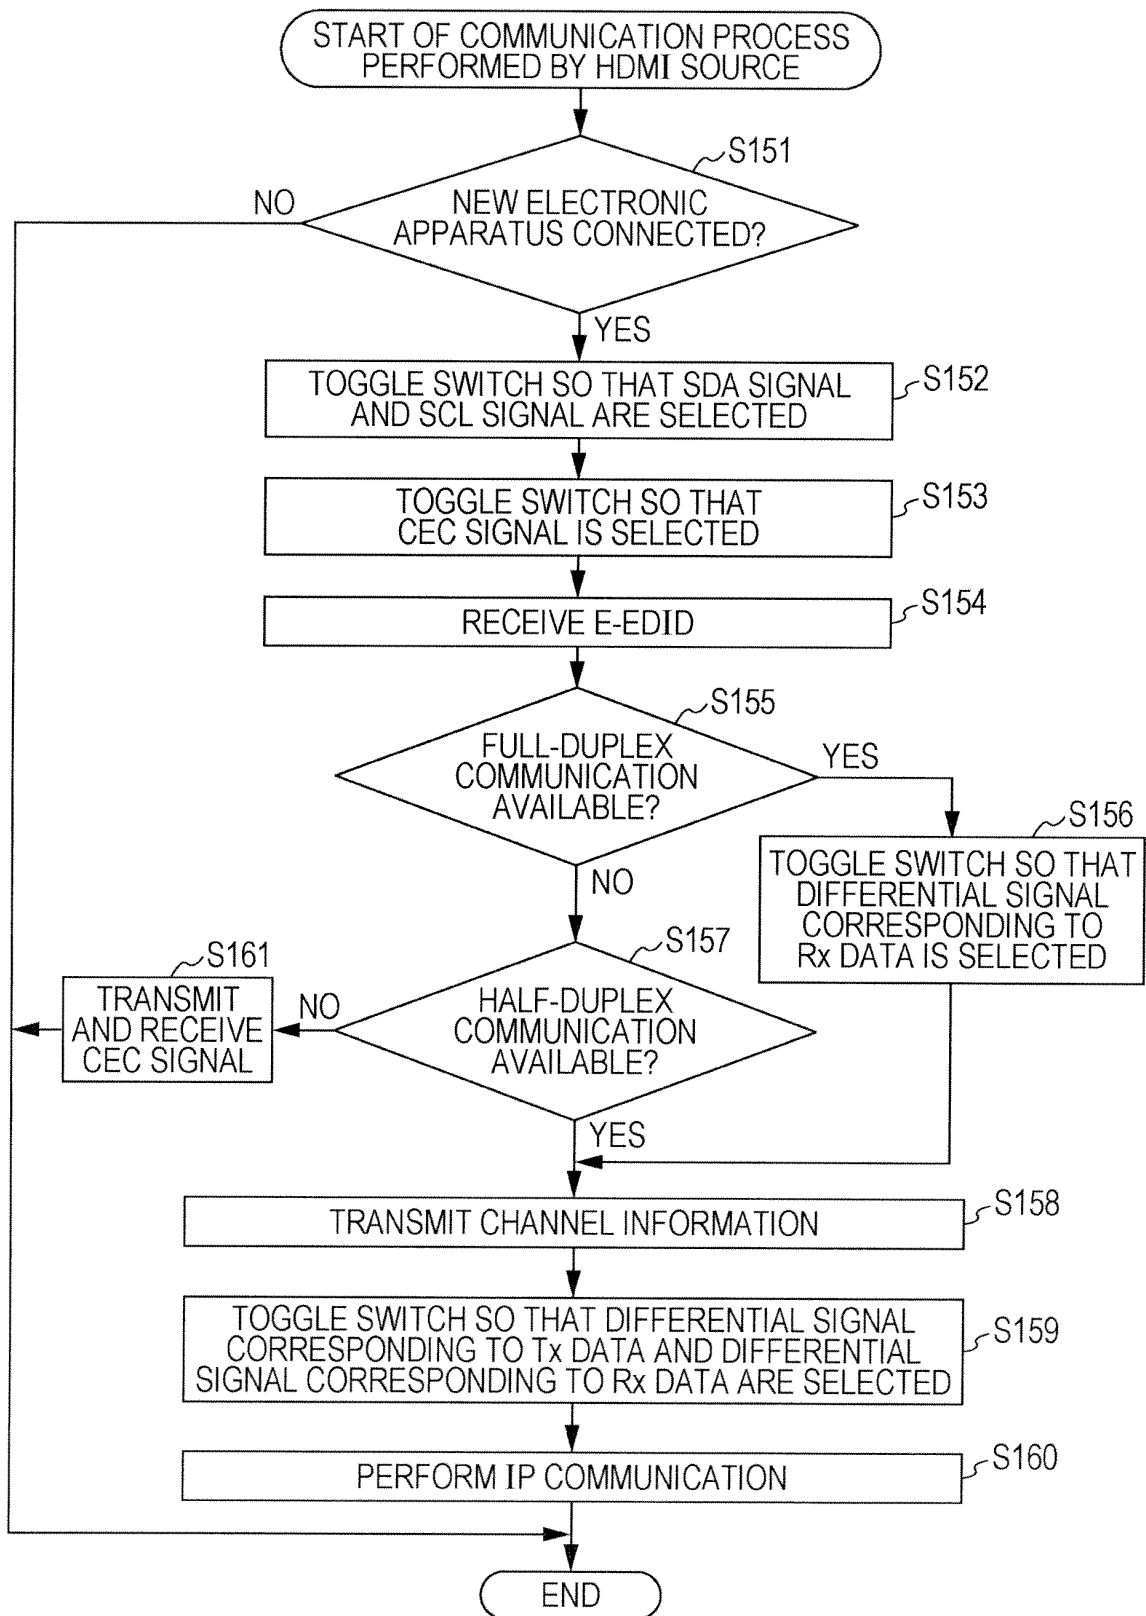 START OF COMMUNICATION PROCESS
PERFORMED BY HDMI SOURCE
S151
NO
NEW ELECTRONIC
APPARATUS CONNECTED?
YES
S152
TOGGLE SWITCH SO THAT SDA SIGNAL
AND SCL SIGNAL ARE SELECTED
S153
TOGGLE SWITCH SO THAT
CEC SIGNAL IS SELECTED
S154
RECEIVE E-EDID
S155
FULL-DUPLEX
COMMUNICATION
AVAILABLE?
YES
S156
TOGGLE SWITCH SO THAT
DIFFERENTIAL SIGNAL
CORRESPONDING TO
Rx DATA IS SELECTED
NO
S157
HALF-DUPLEX
COMMUNICATION
AVAILABLE?
NO
S161
TRANSMIT
AND RECEIVE
CEC SIGNAL
YES
S158
TRANSMIT CHANNEL INFORMATION
S159
TOGGLE SWITCH SO THAT DIFFERENTIAL SIGNAL
CORRESPONDING TO Tx DATA AND DIFFERENTIAL
SIGNAL CORRESPONDING TO Rx DATA ARE SELECTED
S160
PERFORM IP COMMUNICATION
END